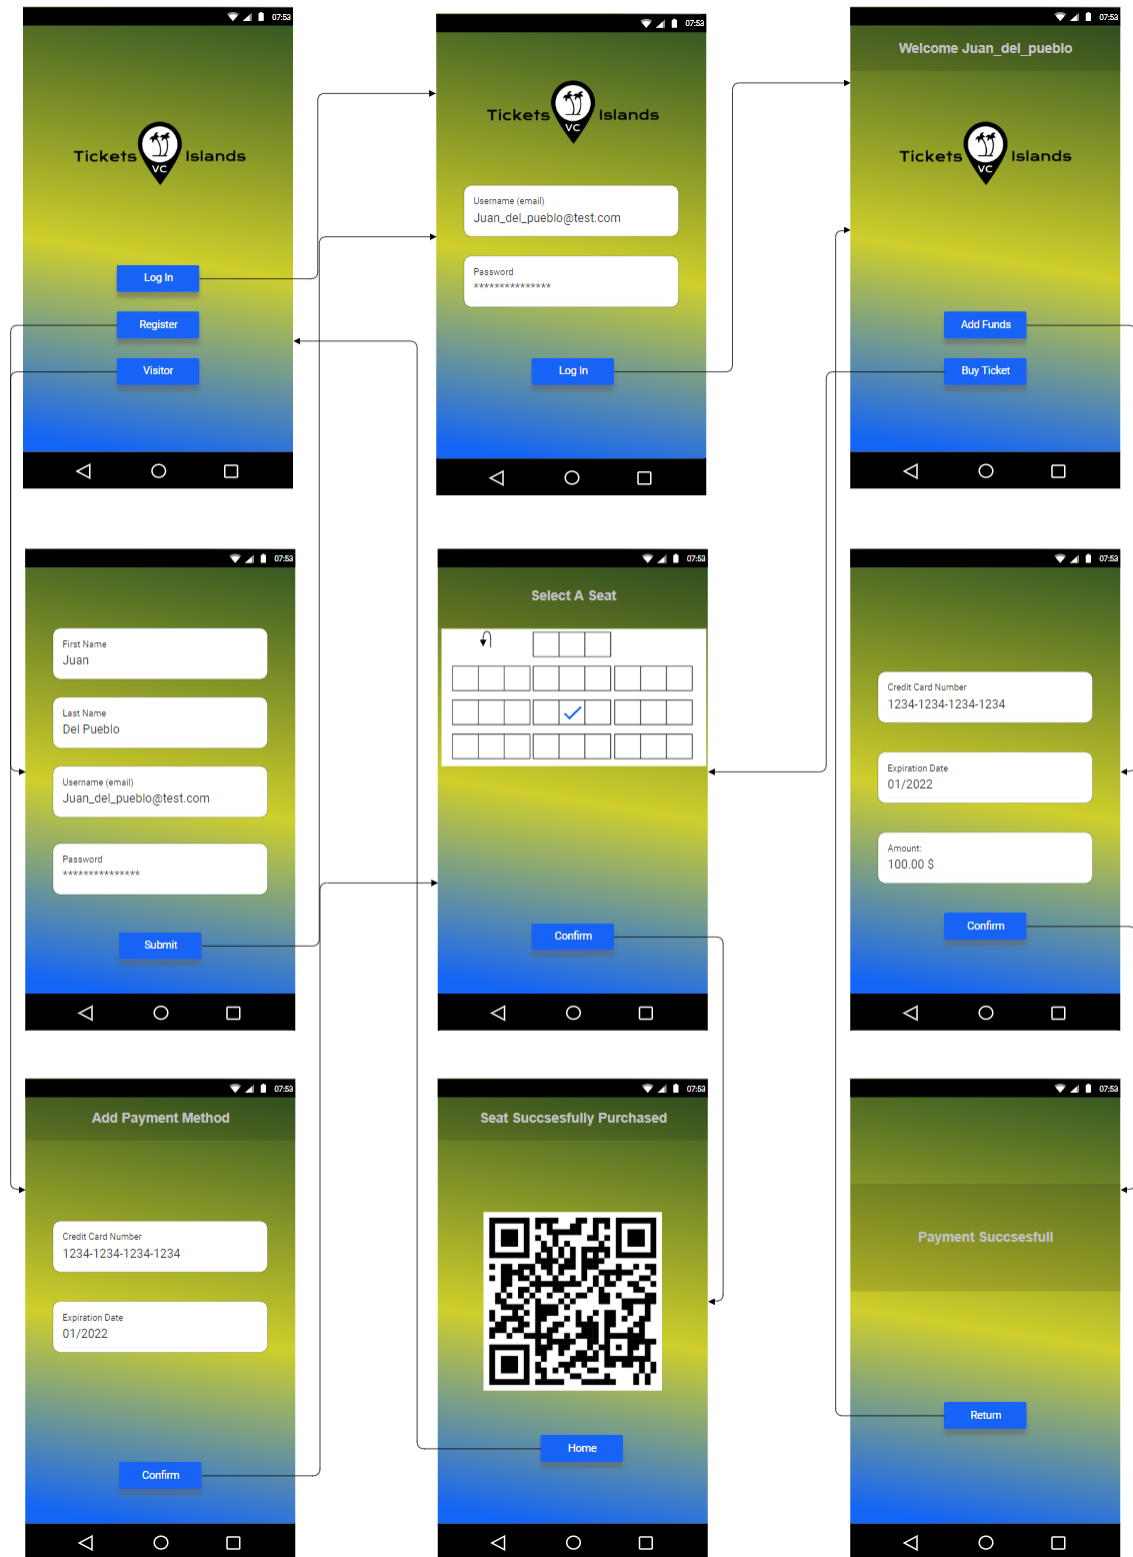 07:53
Tickets VC Islands
Log In
Register
Visitor
07:53
Tickets VC Islands
Username (email)
Juan_del_pueblo@test.com
Password
***************
Log In
07:53
Welcome Juan_del_pueblo
Tickets VC Islands
Add Funds
Buy Ticket
07:53
First Name
Juan
Last Name
Del Pueblo
Username (email)
Juan_del_pueblo@test.com
Password
***************
Submit
07:53
Select A Seat
Confirm
07:53
Credit Card Number
1234-1234-1234-1234
Expiration Date
01/2022
Amount:
100.00 $
Confirm
07:53
Add Payment Method
Credit Card Number
1234-1234-1234-1234
Expiration Date
01/2022
Confirm
07:53
Seat Succsesfully Purchased
Home
07:53
Payment Succsesfull
Return